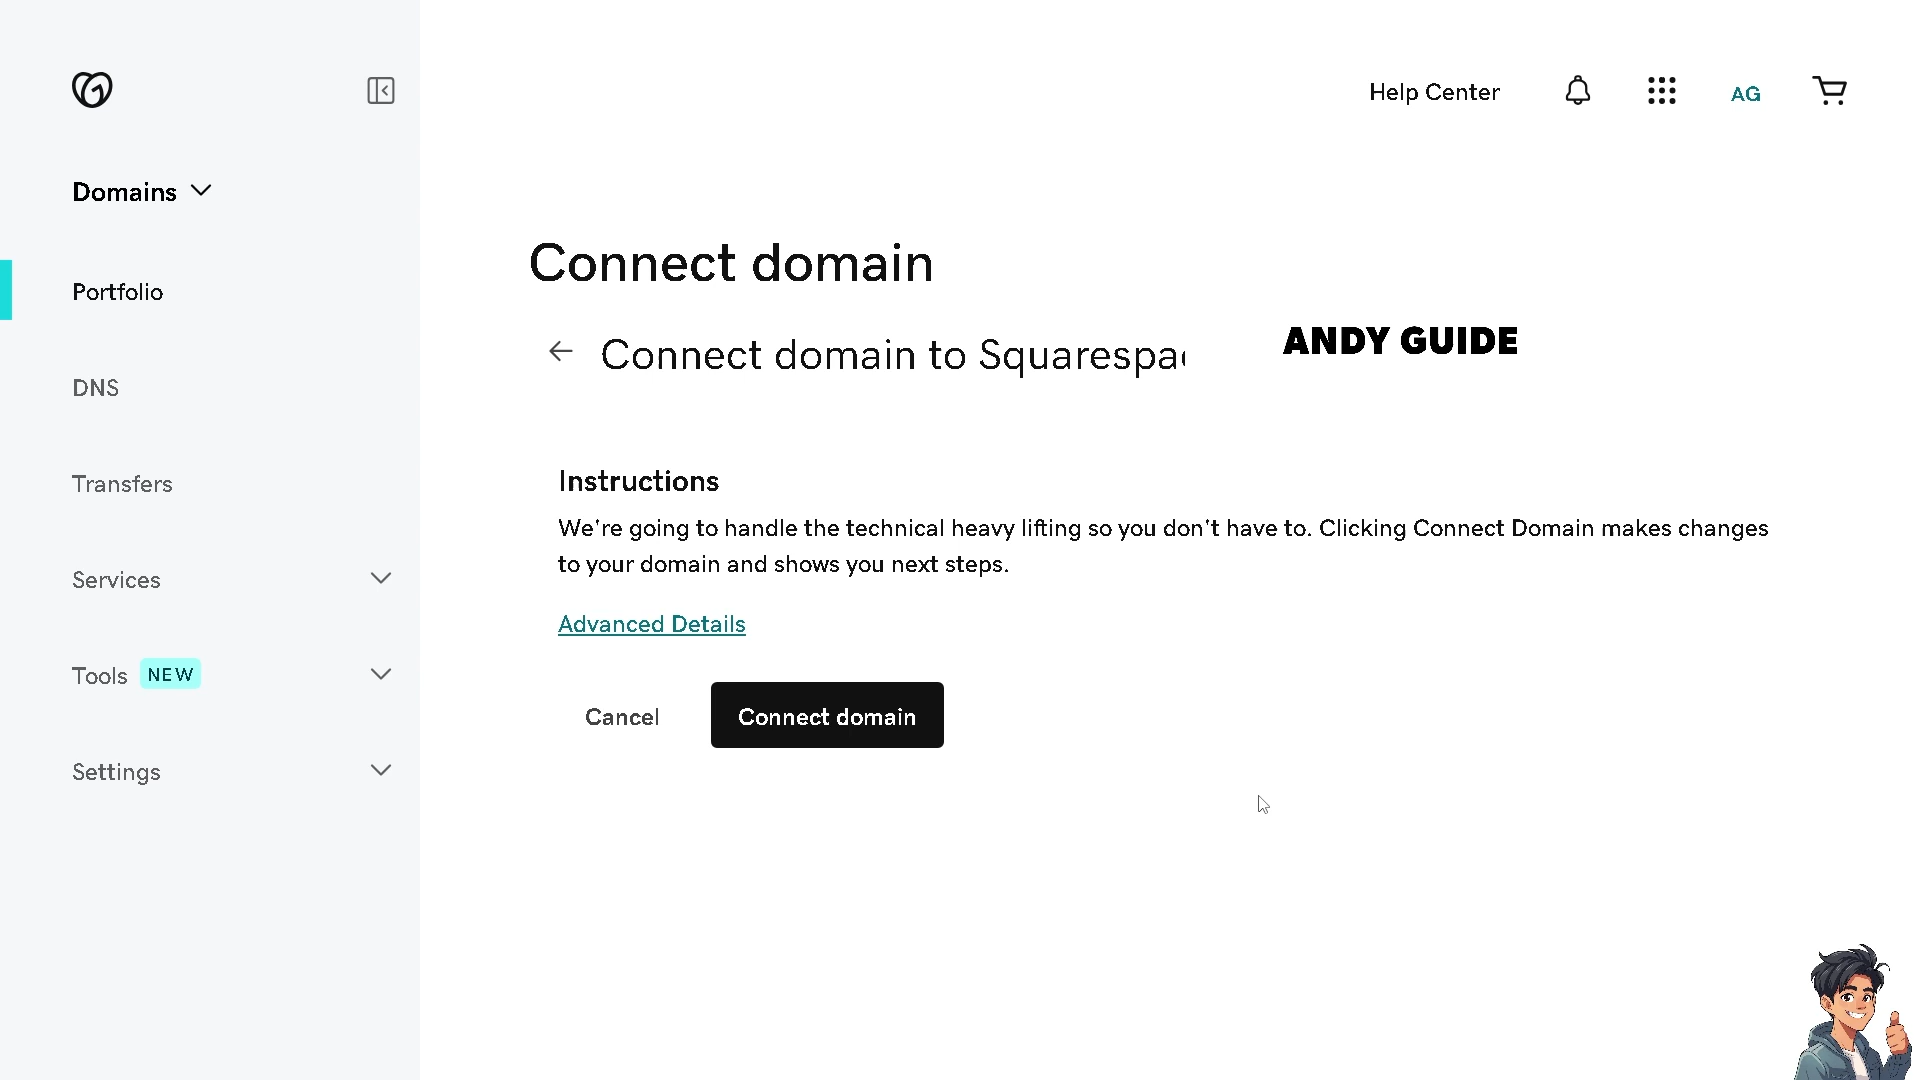 Help Center
AG
Domains
Portfolio
DNS
Transfers
Services
Tools NEW
Settings
Connect domain
Connect domain to Squarespac
ANDY GUIDE
Instructions
We're going to handle the technical heavy lifting so you don't have to. Clicking Connect Domain makes changes
to your domain and shows you next steps.
Advanced Details
Cancel
Connect domain